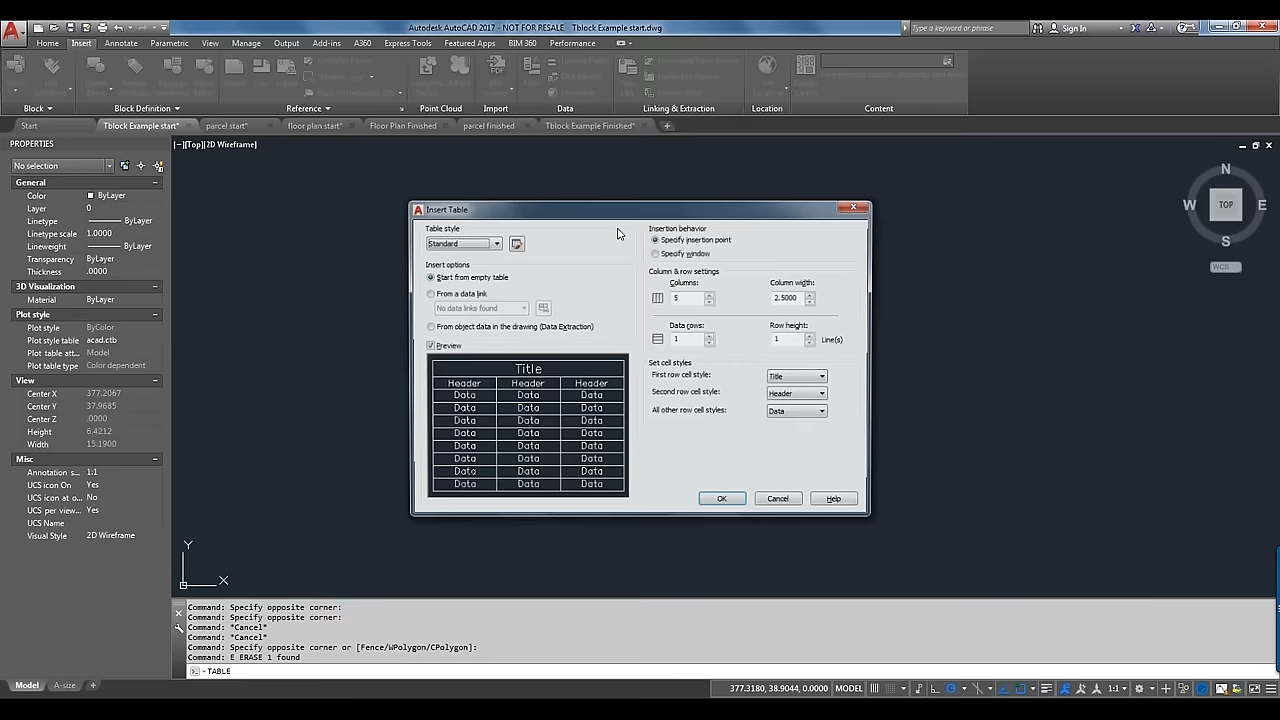 Autodesk AutoCAD 2017 - NOT FOR RESALE Tblock Example start.dwg
Type a keyword or phrase
Sign In
Home Insert Annotate Parametric View Manage Output Add-ins A360 Express Tools Featured Apps BIM 360 Performance
PDF
Block Block Definition Reference Point Cloud Import Data Linking & Extraction Location Content
Start Tblock Example start* parcel start* floor plan start* Floor Plan Finished parcel finished Tblock Example Finished*
PROPERTIES
[−][Top][2D Wireframe]
No selection
General
Color ByLayer
Layer 0
Linetype ByLayer
Linetype scale 1.0000
Lineweight ByLayer
Transparency ByLayer
Thickness .0000
3D Visualization
Material ByLayer
Plot style
Plot style ByColor
Plot style table acad.ctb
Plot table att... Model
Plot table type Color dependent
View
Center X 377.2067
Center Y 37.9685
Center Z .0000
Height 6.4212
Width 15.1900
Misc
Annotation s... 1:1
UCS icon On Yes
UCS icon at o... No
UCS per view... Yes
UCS Name
Visual Style 2D Wireframe
N
W TOP E
S
WCS
Insert Table
Table style
Standard
Insert options
Start from empty table
From a data link
No data links found
From object data in the drawing (Data Extraction)
Preview
Title
Header Header Header
Data Data Data
Data Data Data
Data Data Data
Data Data Data
Data Data Data
Data Data Data
Data Data Data
Data Data Data
Insertion behavior
Specify insertion point
Specify window
Column & row settings
Columns: Column width:
5 2.5000
Data rows: Row height:
1 1 Line(s)
Set cell styles
First row cell style: Title
Second row cell style: Header
All other row cell styles: Data
OK Cancel Help
Y
X
Command: Specify opposite corner:
Command: Specify opposite corner:
Command: *Cancel*
Command: *Cancel*
Command: Specify opposite corner or [Fence/WPolygon/CPolygon]:
Command: E ERASE 1 found
TABLE
Model A-size
377.3180, 38.9044, 0.0000 MODEL 1:1